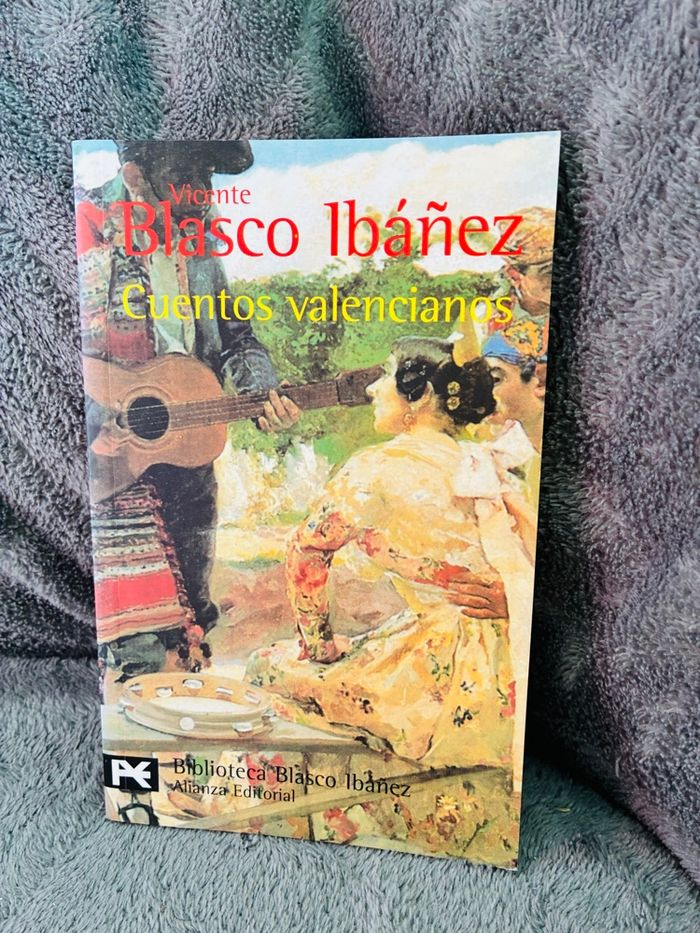 Vicente
Blasco Ibáñez
Cuentos valencianos
Biblioteca Blasco Ibáñez
Alianza Editorial